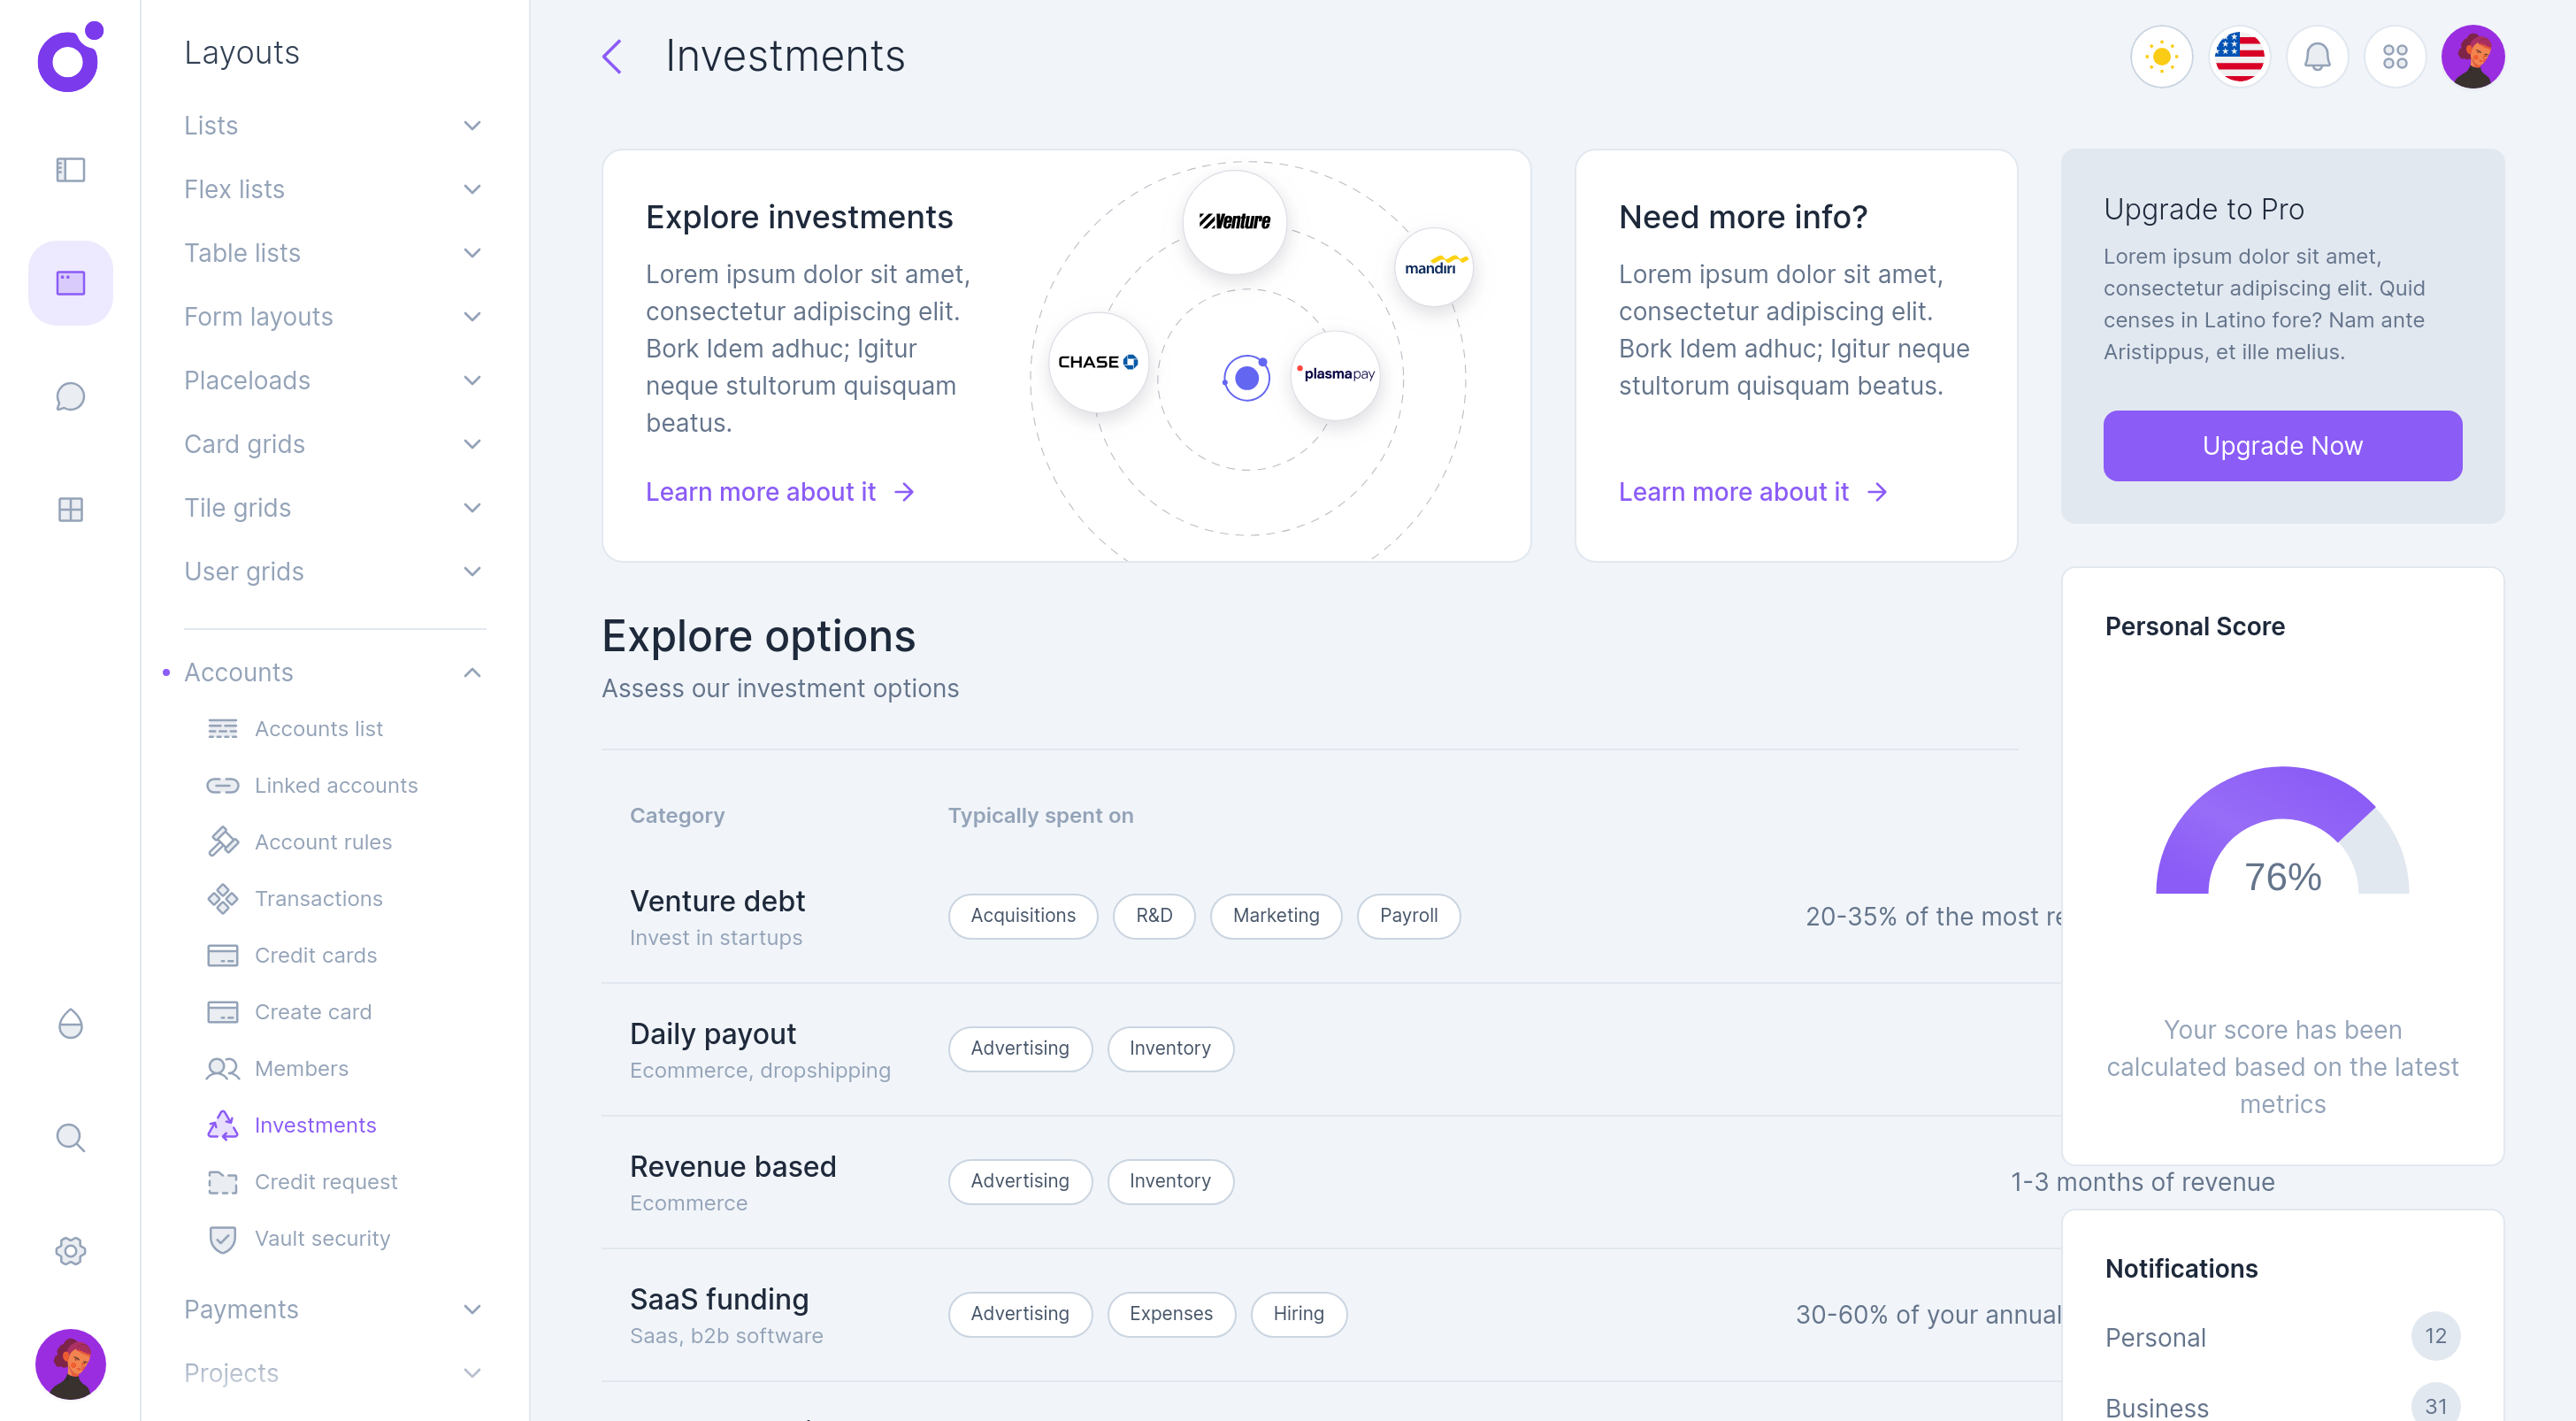 Layouts
Lists
Flex lists
Table lists
Form layouts
Placeloads
Card grids
Tile grids
User grids
Accounts
Accounts list
Linked accounts
Account rules
Transactions
Credit cards
Create card
Members
Investments
Credit request
Vault security
Payments
Projects
Investments
Explore investments
Lorem ipsum dolor sit amet,
consectetur adipiscing elit.
Bork Idem adhuc; Igitur
neque stultorum quisquam
beatus.
Learn more about it
Venture
mandırı
CHASE
plasmapay
Need more info?
Lorem ipsum dolor sit amet,
consectetur adipiscing elit.
Bork Idem adhuc; Igitur neque
stultorum quisquam beatus.
Learn more about it
Upgrade to Pro
Lorem ipsum dolor sit amet,
consectetur adipiscing elit. Quid
censes in Latino fore? Nam ante
Aristippus, et ille melius.
Upgrade Now
Explore options
Assess our investment options
Category Typically spent on
Venture debt
Invest in startups
Acquisitions R&D Marketing Payroll
20-35% of the most re
Daily payout
Ecommerce, dropshipping
Advertising Inventory
Revenue based
Ecommerce
Advertising Inventory
1-3 months of revenue
SaaS funding
Saas, b2b software
Advertising Expenses Hiring
30-60% of your annual
Personal Score
76%
Your score has been
calculated based on the latest
metrics
Notifications
Personal 12
Business 31